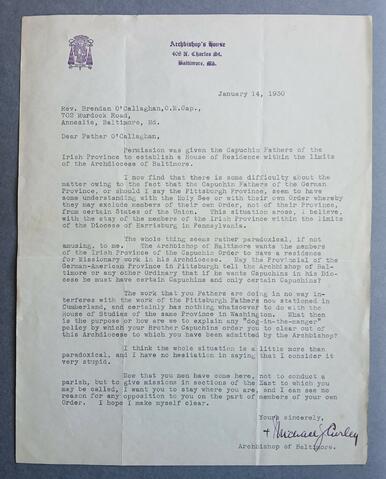 Archbishop's House
408 N. Charles St.
Baltimore, Md.
January 14, 1930
Rev. Brendan O'Callaghan,O.M.Cap.,
702 Murdock Road,
Anneslie, Baltimore, Md.
Dear Father O'Callaghan,
Permission was given the Capuchin Fathers of the
Irish Province to establish a House of Residence within the limits
of the Archdiocese of Baltimore.
I now find that there is some difficulty about the
matter owing to the fact that the Capuchin Fathers of the German
Province, or should I say the Pittsburgh Province, seem to have
some understanding with the Holy See or with their own Order whereby
they may exclude members of their own Order, not of their Province,
from certain States of the Union. This situation arose, I believe,
with the stay of the members of the Irish Province within the limits
of the Diocese of Harrisburg in Pennsylvania.
The whole thing seems rather paradoxical, if not
amusing, to me. The Archbishop of Baltimore wants the members
of the Irish Province of the Capuchin Order to have a residence
for Missionary work in his Archdiocese. May the Provincial of the
German-American Province in Pittsburgh tell the Archbishop of Bal-
timore or any other Ordinary that if he wants Capuchins in his Dio-
cese he must have certain Capuchins and only certain Capuchins?
The work that you Fathers are doing in no way in-
terferes with the work of the Pittsburgh Fathers now stationed in
Cumberland, and certainly has nothing whatsoever to do with the
House of Studies of the same Province in Washington. What then
is the purpose or how are we to explain any "dog-in-the-manger"
policy by which your Brother Capuchins order you to clear out of
this Archdiocese to which you have been admitted by the Archbishop?
I think the whole situation is a little more than
paradoxical, and I have no hesitation in saying that I consider it
very stupid.
Now that you men have come here, not to conduct a
parish, but to give missions in sections of the East to which you
may be called, I want you to stay where you are, and I can see no
reason for any opposition to you on the part of members of your own
Order. I hope I make myself clear.
Yours sincerely,
+ Michael J. Curley
Archbishop of Baltimore.